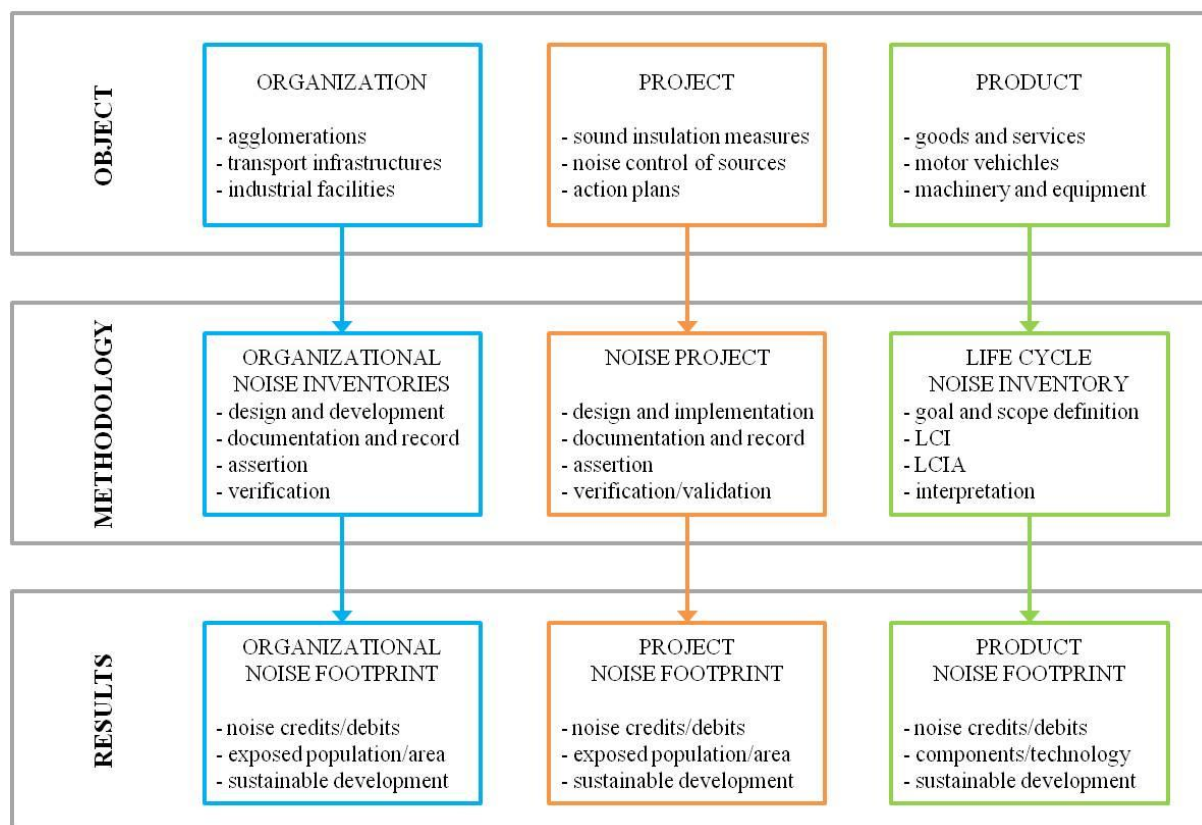 OBJECT
ORGANIZATION
- agglomerations
- transport infrastructures
- industrial facilities
PROJECT
- sound insulation measures
- noise control of sources
- action plans
PRODUCT
- goods and services
- motor vehichles
- machinery and equipment
METHODOLOGY
ORGANIZATIONAL
NOISE INVENTORIES
- design and development
- documentation and record
- assertion
- verification
NOISE PROJECT
- design and implementation
- documentation and record
- assertion
- verification/validation
LIFE CYCLE
NOISE INVENTORY
- goal and scope definition
- LCI
- LCIA
- interpretation
RESULTS
ORGANIZATIONAL
NOISE FOOTPRINT
- noise credits/debits
- exposed population/area
- sustainable development
PROJECT
NOISE FOOTPRINT
- noise credits/debits
- exposed population/area
- sustainable development
PRODUCT
NOISE FOOTPRINT
- noise credits/debits
- components/technology
- sustainable development